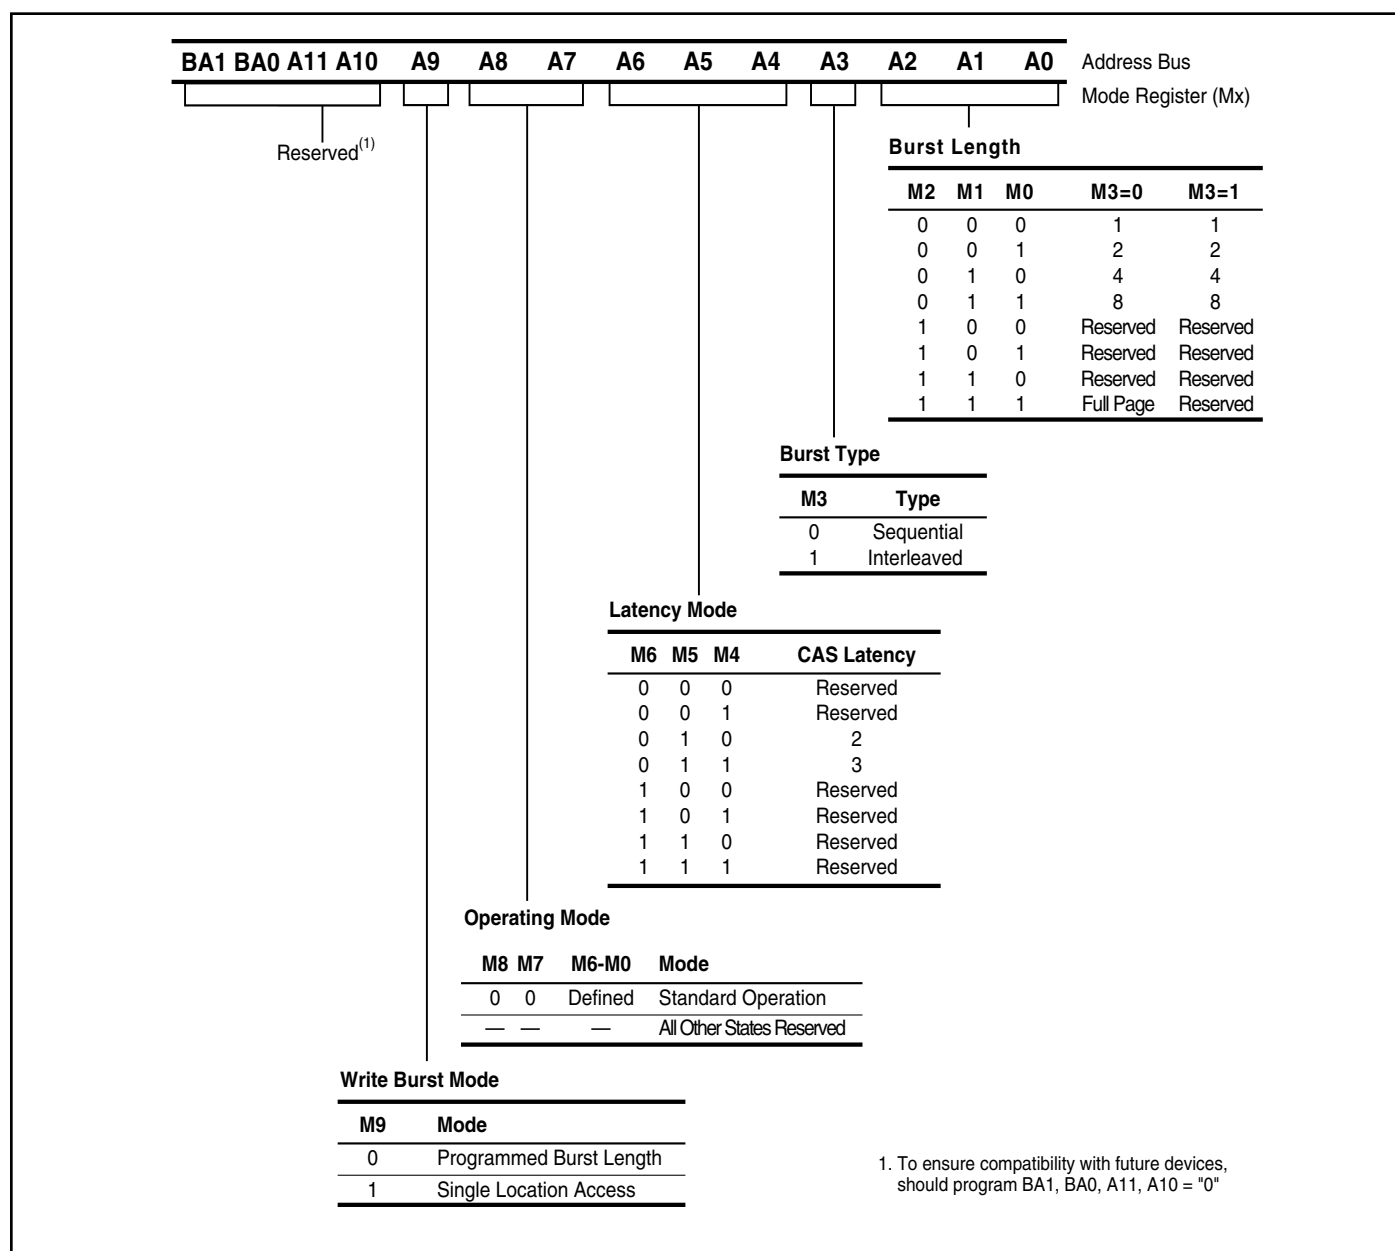 BA1 BA0 A11 A10 A9 A8 A7 A6 A5 A4 A3 A2 A1 A0 Address Bus
Mode Register (Mx)
Reserved(1)
Burst Length
M2 M1 M0 M3=0 M3=1
0 0 0 1 1
0 0 1 2 2
0 1 0 4 4
0 1 1 8 8
1 0 0 Reserved Reserved
1 0 1 Reserved Reserved
1 1 0 Reserved Reserved
1 1 1 Full Page Reserved
Burst Type
M3 Type
0 Sequential
1 Interleaved
Latency Mode
M6 M5 M4 CAS Latency
0 0 0 Reserved
0 0 1 Reserved
0 1 0 2
0 1 1 3
1 0 0 Reserved
1 0 1 Reserved
1 1 0 Reserved
1 1 1 Reserved
Operating Mode
M8 M7 M6-M0 Mode
0 0 Defined Standard Operation
— — — All Other States Reserved
Write Burst Mode
M9 Mode
0 Programmed Burst Length
1 Single Location Access
1. To ensure compatibility with future devices,
should program BA1, BA0, A11, A10 = "0"